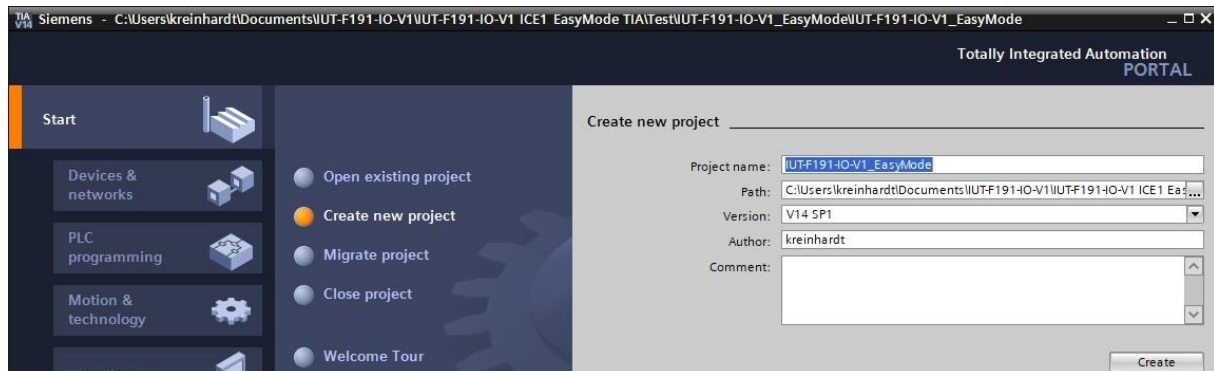 TIA
V14
Siemens - C:\Users\kreinhardt\Documents\IUT-F191-IO-V1\IUT-F191-IO-V1 ICE1 EasyMode TIA\Test\IUT-F191-IO-V1_EasyMode\IUT-F191-IO-V1_EasyMode
Totally Integrated Automation
PORTAL
Start
Devices &
networks
PLC
programming
Motion &
technology
Open existing project
Create new project
Migrate project
Close project
Welcome Tour
Create new project
Project name: IUT-F191-IO-V1_EasyMode
Path: C:\Users\kreinhardt\Documents\IUT-F191-IO-V1\IUT-F191-IO-V1 ICE1 Eas ...
Version: V14 SP1
Author: kreinhardt
Comment:
Create